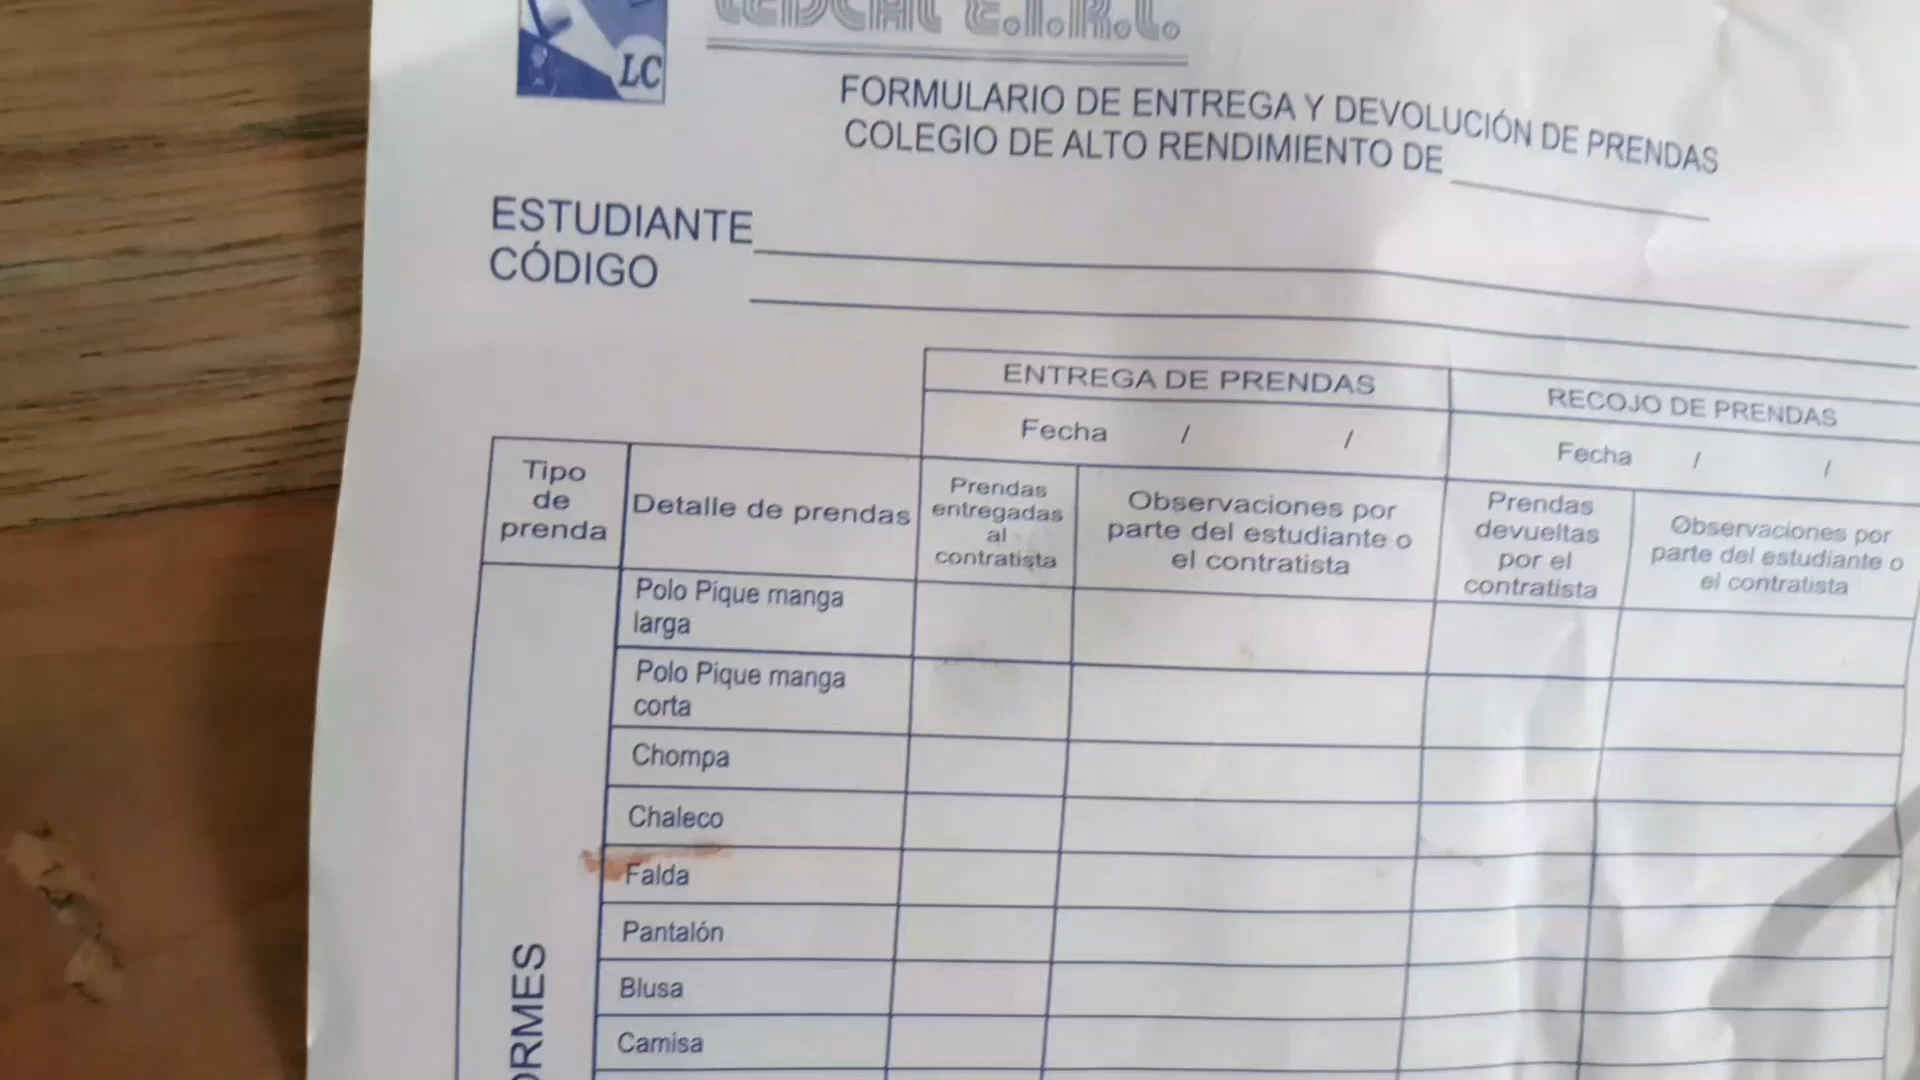 LC
E.I.R.L.
FORMULARIO DE ENTREGA Y DEVOLUCIÓN DE PRENDAS
COLEGIO DE ALTO RENDIMIENTO DE
ESTUDIANTE
CÓDIGO
ENTREGA DE PRENDAS
RECOJO DE PRENDAS
Fecha / /
Fecha / /
Tipo
de
prenda
Detalle de prendas
Prendas
entregadas
al
contratista
Observaciones por
parte del estudiante o
el contratista
Prendas
devueltas
por el
contratista
Observaciones por
parte del estudiante o
el contratista
Polo Pique manga
larga
Polo Pique manga
corta
Chompa
Chaleco
Falda
Pantalón
Blusa
Camisa
ORMES